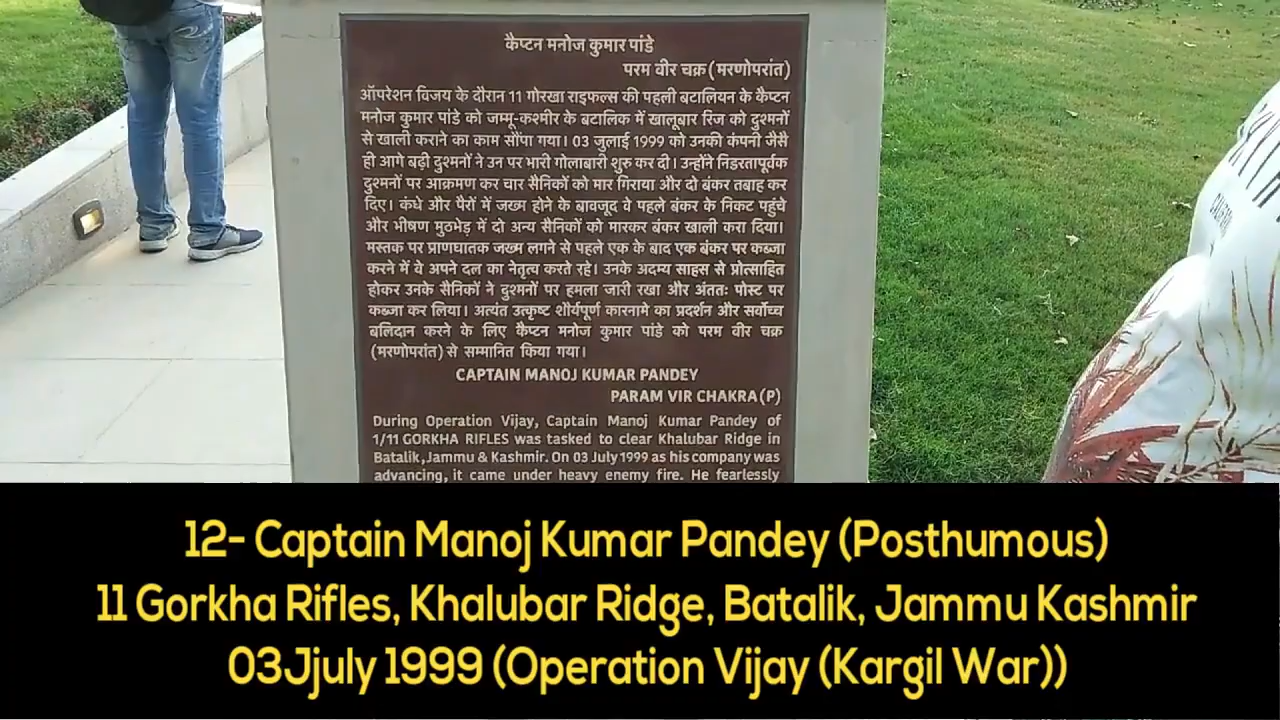 कैप्टन मनोज कुमार पांडे
परम वीर चक्र (मरणोपरांत)
ऑपरेशन विजय के दौरान 11 गोरखा राइफल्स की पहली बटालियन के कैप्टन
मनोज कुमार पांडे को जम्मू-कश्मीर के बटालिक में खालूबार रिज को दुश्मनों
से खाली कराने का काम सौंपा गया। 03 जुलाई 1999 को उनकी कंपनी जैसे
ही आगे बढ़ी दुश्मनों ने उन पर भारी गोलाबारी शुरु कर दी। उन्होंने निडरतापूर्वक
दुश्मनों पर आक्रमण कर चार सैनिकों को मार गिराया और दो बंकर तबाह कर
दिए। कंधे और पैरों में जख्म होने के बावजूद वे पहले बंकर के निकट पहुंचे
और भीषण मुठभेड़ में दो अन्य सैनिकों को मारकर बंकर खाली करा दिया।
मस्तक पर प्राणघातक जख्म लगने से पहले एक के बाद एक बंकर पर कब्जा
करने में वे अपने दल का नेतृत्व करते रहे। उनके अदम्य साहस से प्रोत्साहित
होकर उनके सैनिकों ने दुश्मनों पर हमला जारी रखा और अंततः पोस्ट पर
कब्जा कर लिया। अत्यंत उत्कृष्ट शौर्यपूर्ण कारनामे का प्रदर्शन और सर्वोच्च
बलिदान करने के लिए कैप्टन मनोज कुमार पांडे को परम वीर चक्र
(मरणोपरांत) से सम्मानित किया गया।
CAPTAIN MANOJ KUMAR PANDEY
PARAM VIR CHAKRA (P)
During Operation Vijay, Captain Manoj Kumar Pandey of
1/11 GORKHA RIFLES was tasked to clear Khalubar Ridge in
Batalik, Jammu & Kashmir. On 03 July 1999 as his company was
advancing, it came under heavy enemy fire. He fearlessly
12- Captain Manoj Kumar Pandey (Posthumous)
11 Gorkha Rifles, Khalubar Ridge, Batalik, Jammu Kashmir
03Jjuly 1999 (Operation Vijay (Kargil War))